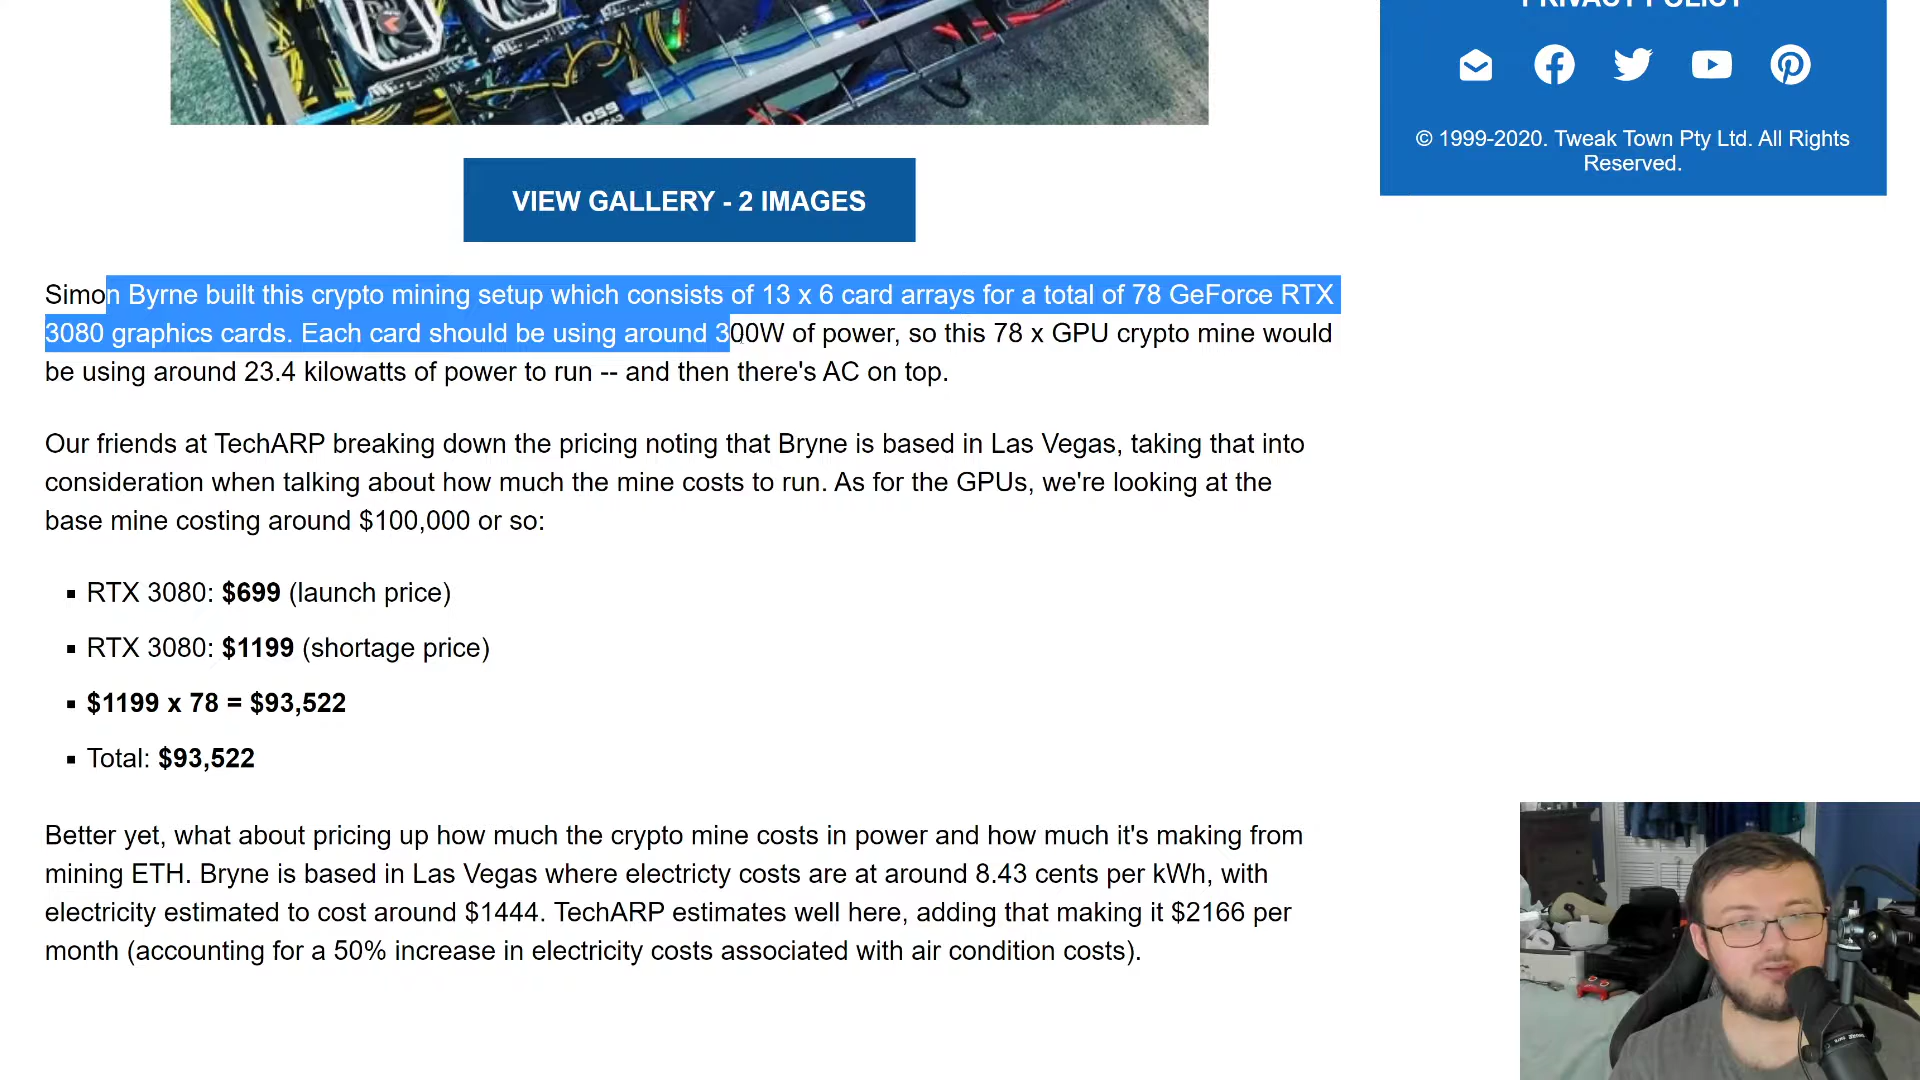 PRIVACY POLICY
© 1999-2020. Tweak Town Pty Ltd. All Rights
Reserved.
VIEW GALLERY - 2 IMAGES
Simon Byrne built this crypto mining setup which consists of 13 x 6 card arrays for a total of 78 GeForce RTX
3080 graphics cards. Each card should be using around 300W of power, so this 78 x GPU crypto mine would
be using around 23.4 kilowatts of power to run -- and then there's AC on top.
Our friends at TechARP breaking down the pricing noting that Bryne is based in Las Vegas, taking that into
consideration when talking about how much the mine costs to run. As for the GPUs, we're looking at the
base mine costing around $100,000 or so:
RTX 3080: $699 (launch price)
RTX 3080: $1199 (shortage price)
$1199 x 78 = $93,522
Total: $93,522
Better yet, what about pricing up how much the crypto mine costs in power and how much it's making from
mining ETH. Bryne is based in Las Vegas where electricty costs are at around 8.43 cents per kWh, with
electricity estimated to cost around $1444. TechARP estimates well here, adding that making it $2166 per
month (accounting for a 50% increase in electricity costs associated with air condition costs).